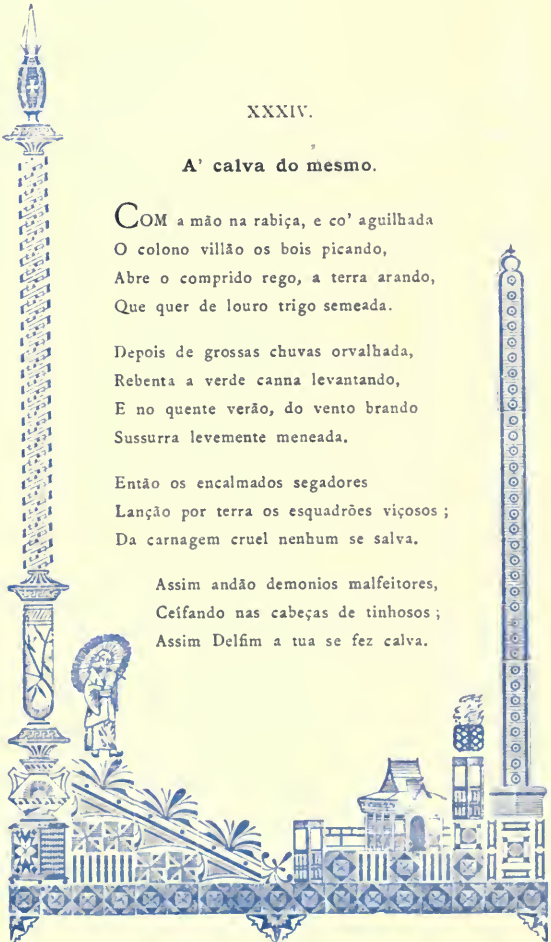 XXXIV.
A' calva do mesmo.
COM a mão na rabiça, e co' aguilhada
O colono villão os bois picando,
Abre o comprido rego, a terra arando,
Que quer de louro trigo semeada.
Depois de grossas chuvas orvalhada,
Rebenta a verde canna levantando,
E no quente verão, do vento brando
Sussurra levemente meneada.
Então os encalmados segadores
Lanção por terra os esquadrões viçosos ;
Da carnagem cruel nenhum se salva.
Assim andão demonios malfeitores,
Ceifando nas cabeças de tinhosos ;
Assim Delfim a tua se fez calva.